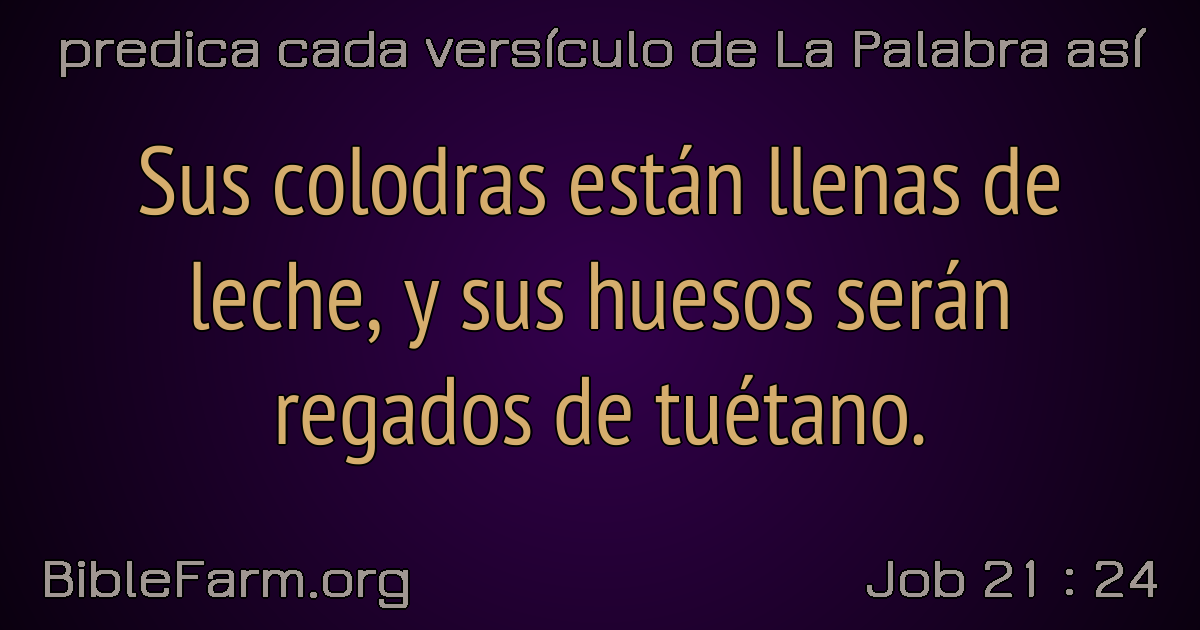 predica cada versículo de La Palabra así
Sus colodras están llenas de
leche, y sus huesos serán
regados de tuétano.
BibleFarm.org
Job 21 : 24